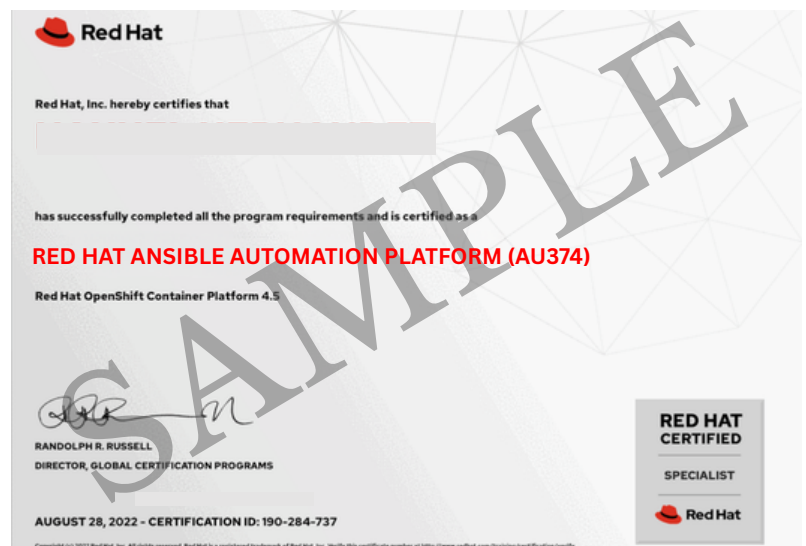 Red Hat
Red Hat, Inc. hereby certifies that
has successfully completed all the program requirements and is certified as a
RED HAT ANSIBLE AUTOMATION PLATFORM (AU374)
Red Hat OpenShift Container Platform 4.5
SAMPLE
RANDOLPH R. RUSSELL
DIRECTOR, GLOBAL CERTIFICATION PROGRAMS
AUGUST 28, 2022 - CERTIFICATION ID: 190-284-737
RED HAT
CERTIFIED
SPECIALIST
Red Hat